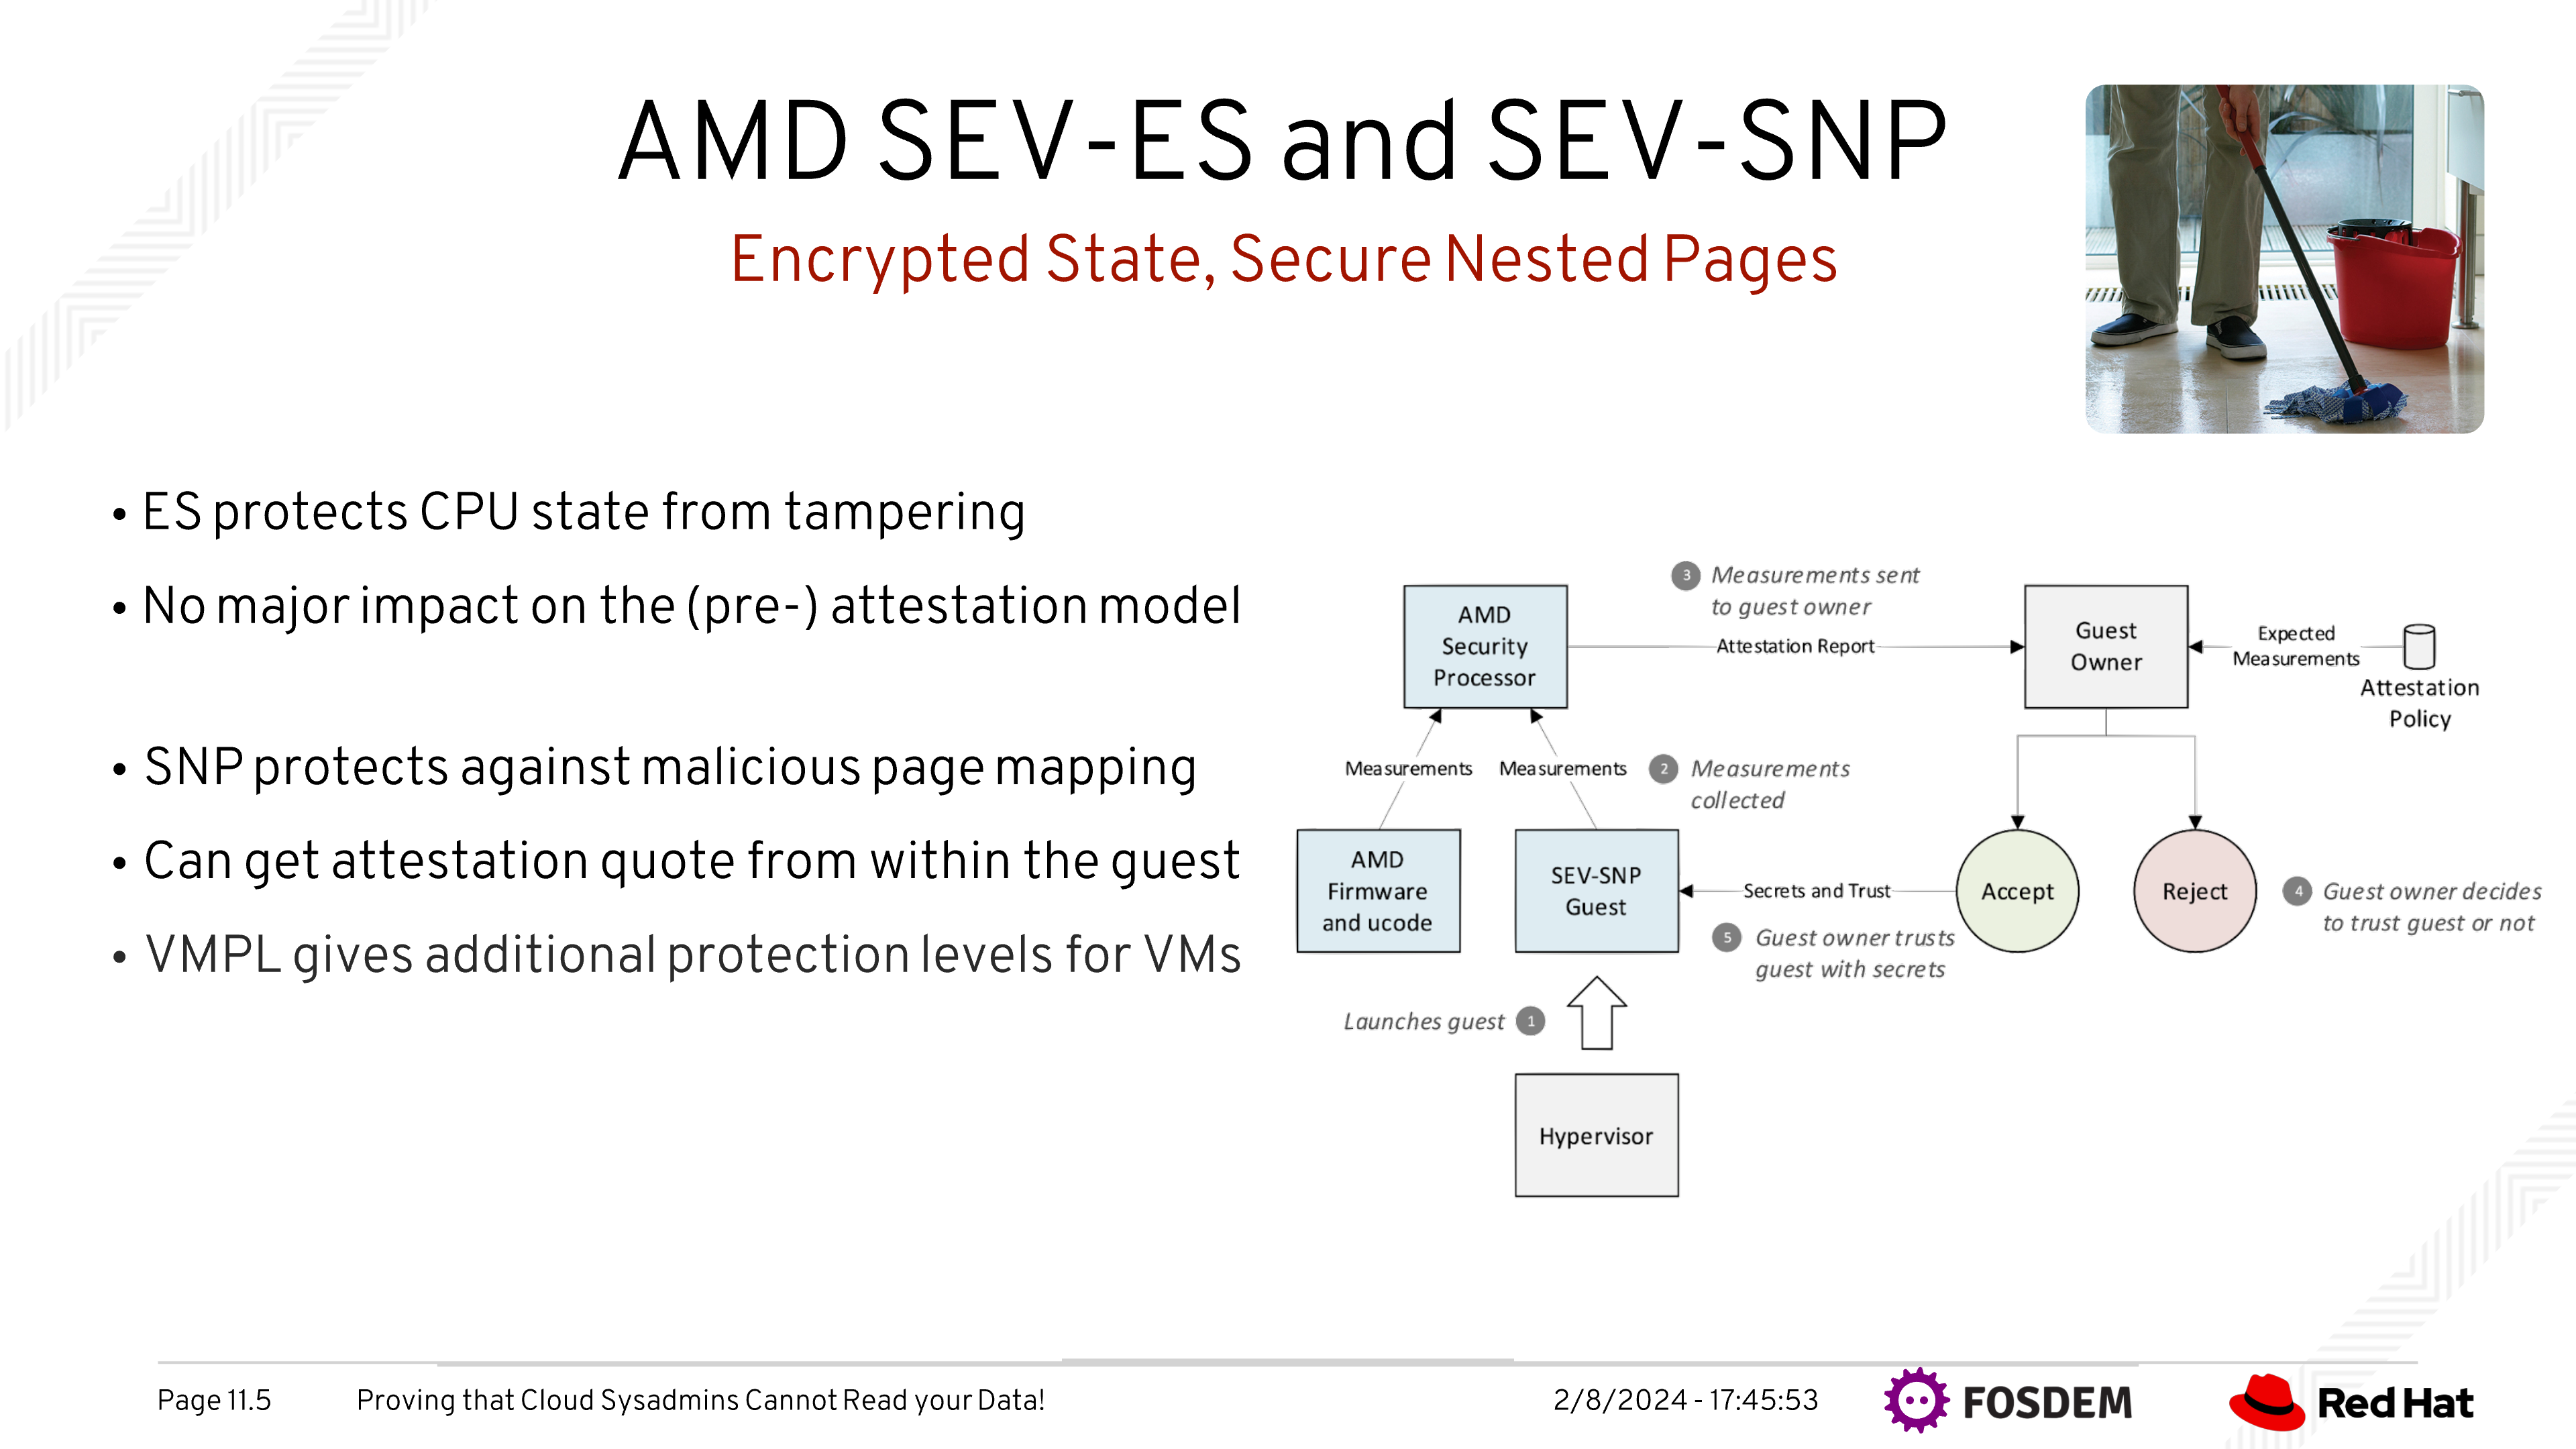 AMD SEV-ES and SEV-SNP
Encrypted State, Secure Nested Pages
• ES protects CPU state from tampering
• No major impact on the (pre-) attestation model
• SNP protects against malicious page mapping
• Can get attestation quote from within the guest
• VMPL gives additional protection levels for VMs
3 Measurements sent
to guest owner
AMD
Security
Processor
Attestation Report
Guest
Owner
Expected
Measurements
Attestation
Policy
Measurements
Measurements
2 Measurements
collected
AMD
Firmware
and ucode
SEV-SNP
Guest
Secrets and Trust
Accept
Reject
4 Guest owner decides
to trust guest or not
5 Guest owner trusts
guest with secrets
Launches guest 1
Hypervisor
Page 11.5
Proving that Cloud Sysadmins Cannot Read your Data!
2/8/2024 - 17:45:53
FOSDEM
Red Hat